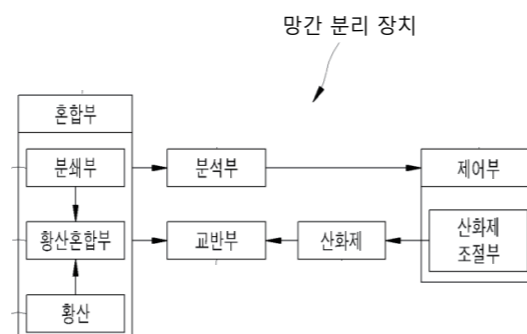 망간 분리 장치
혼합부
분쇄부
분석부
제어부
황산혼합부
교반부
산화제
산화제
조절부
황산